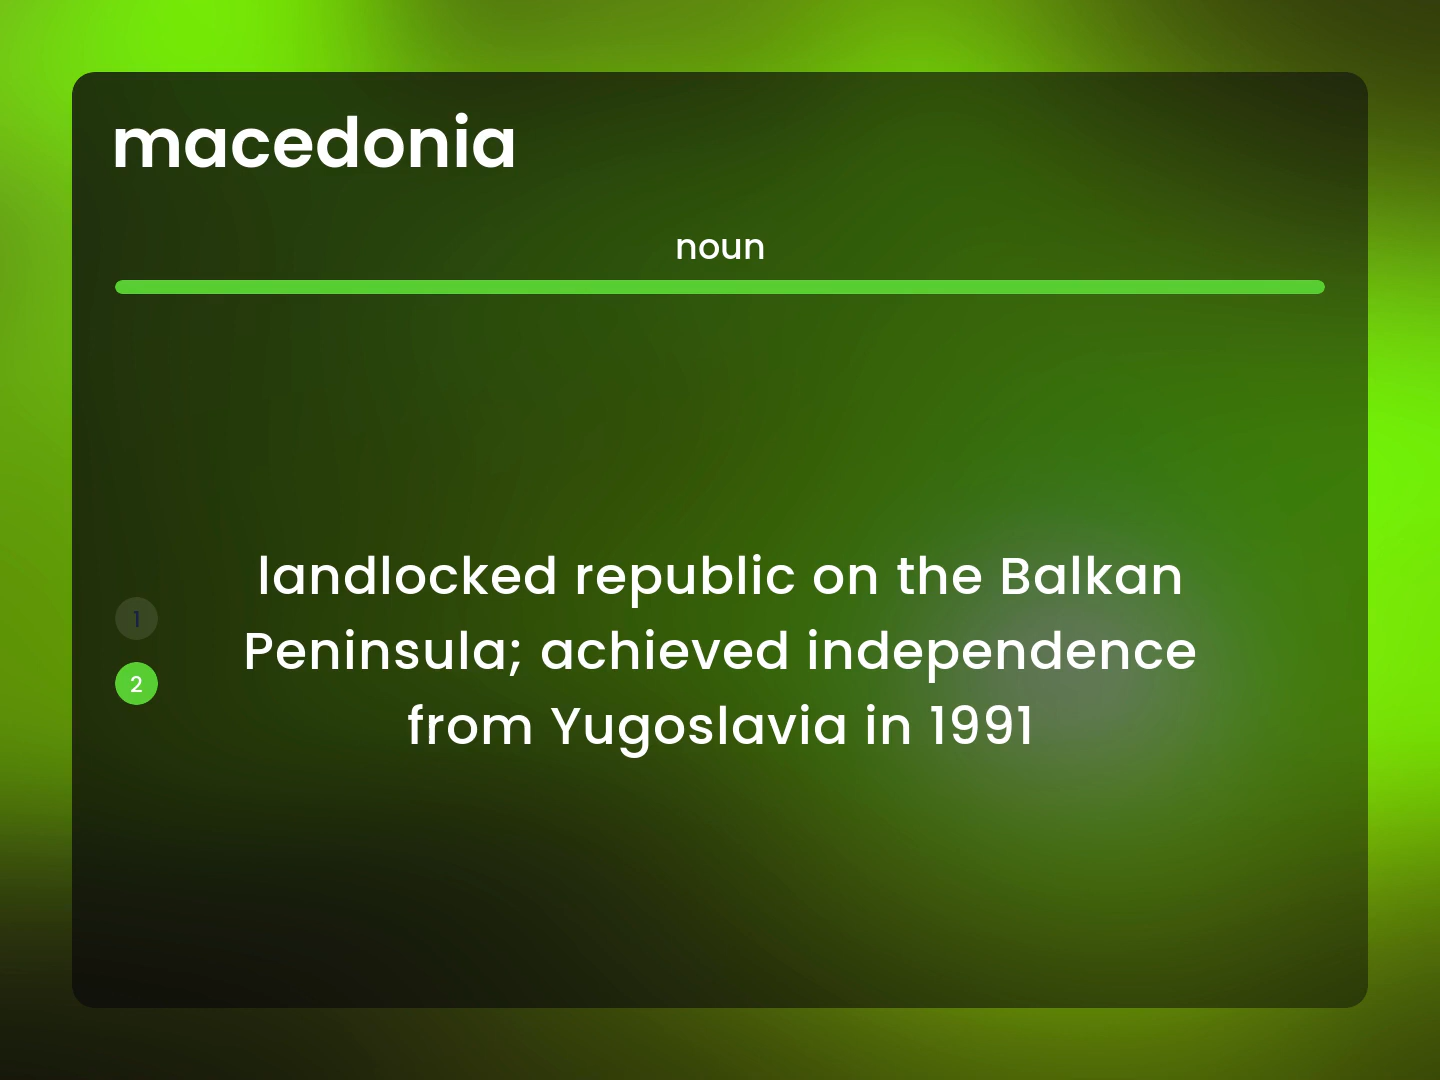 macedonia
noun
landlocked republic on the Balkan
Peninsula; achieved independence
from Yugoslavia in 1991
1
2